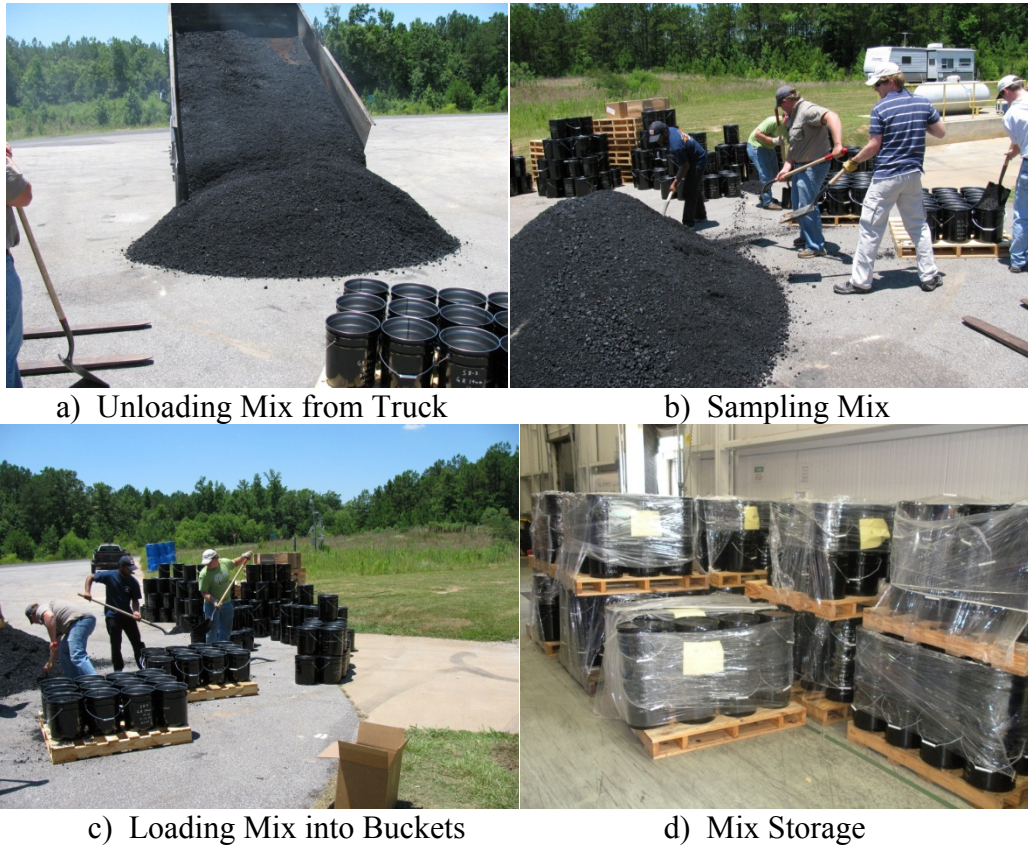 a) Unloading Mix from Truck
b) Sampling Mix
c) Loading Mix into Buckets
d) Mix Storage